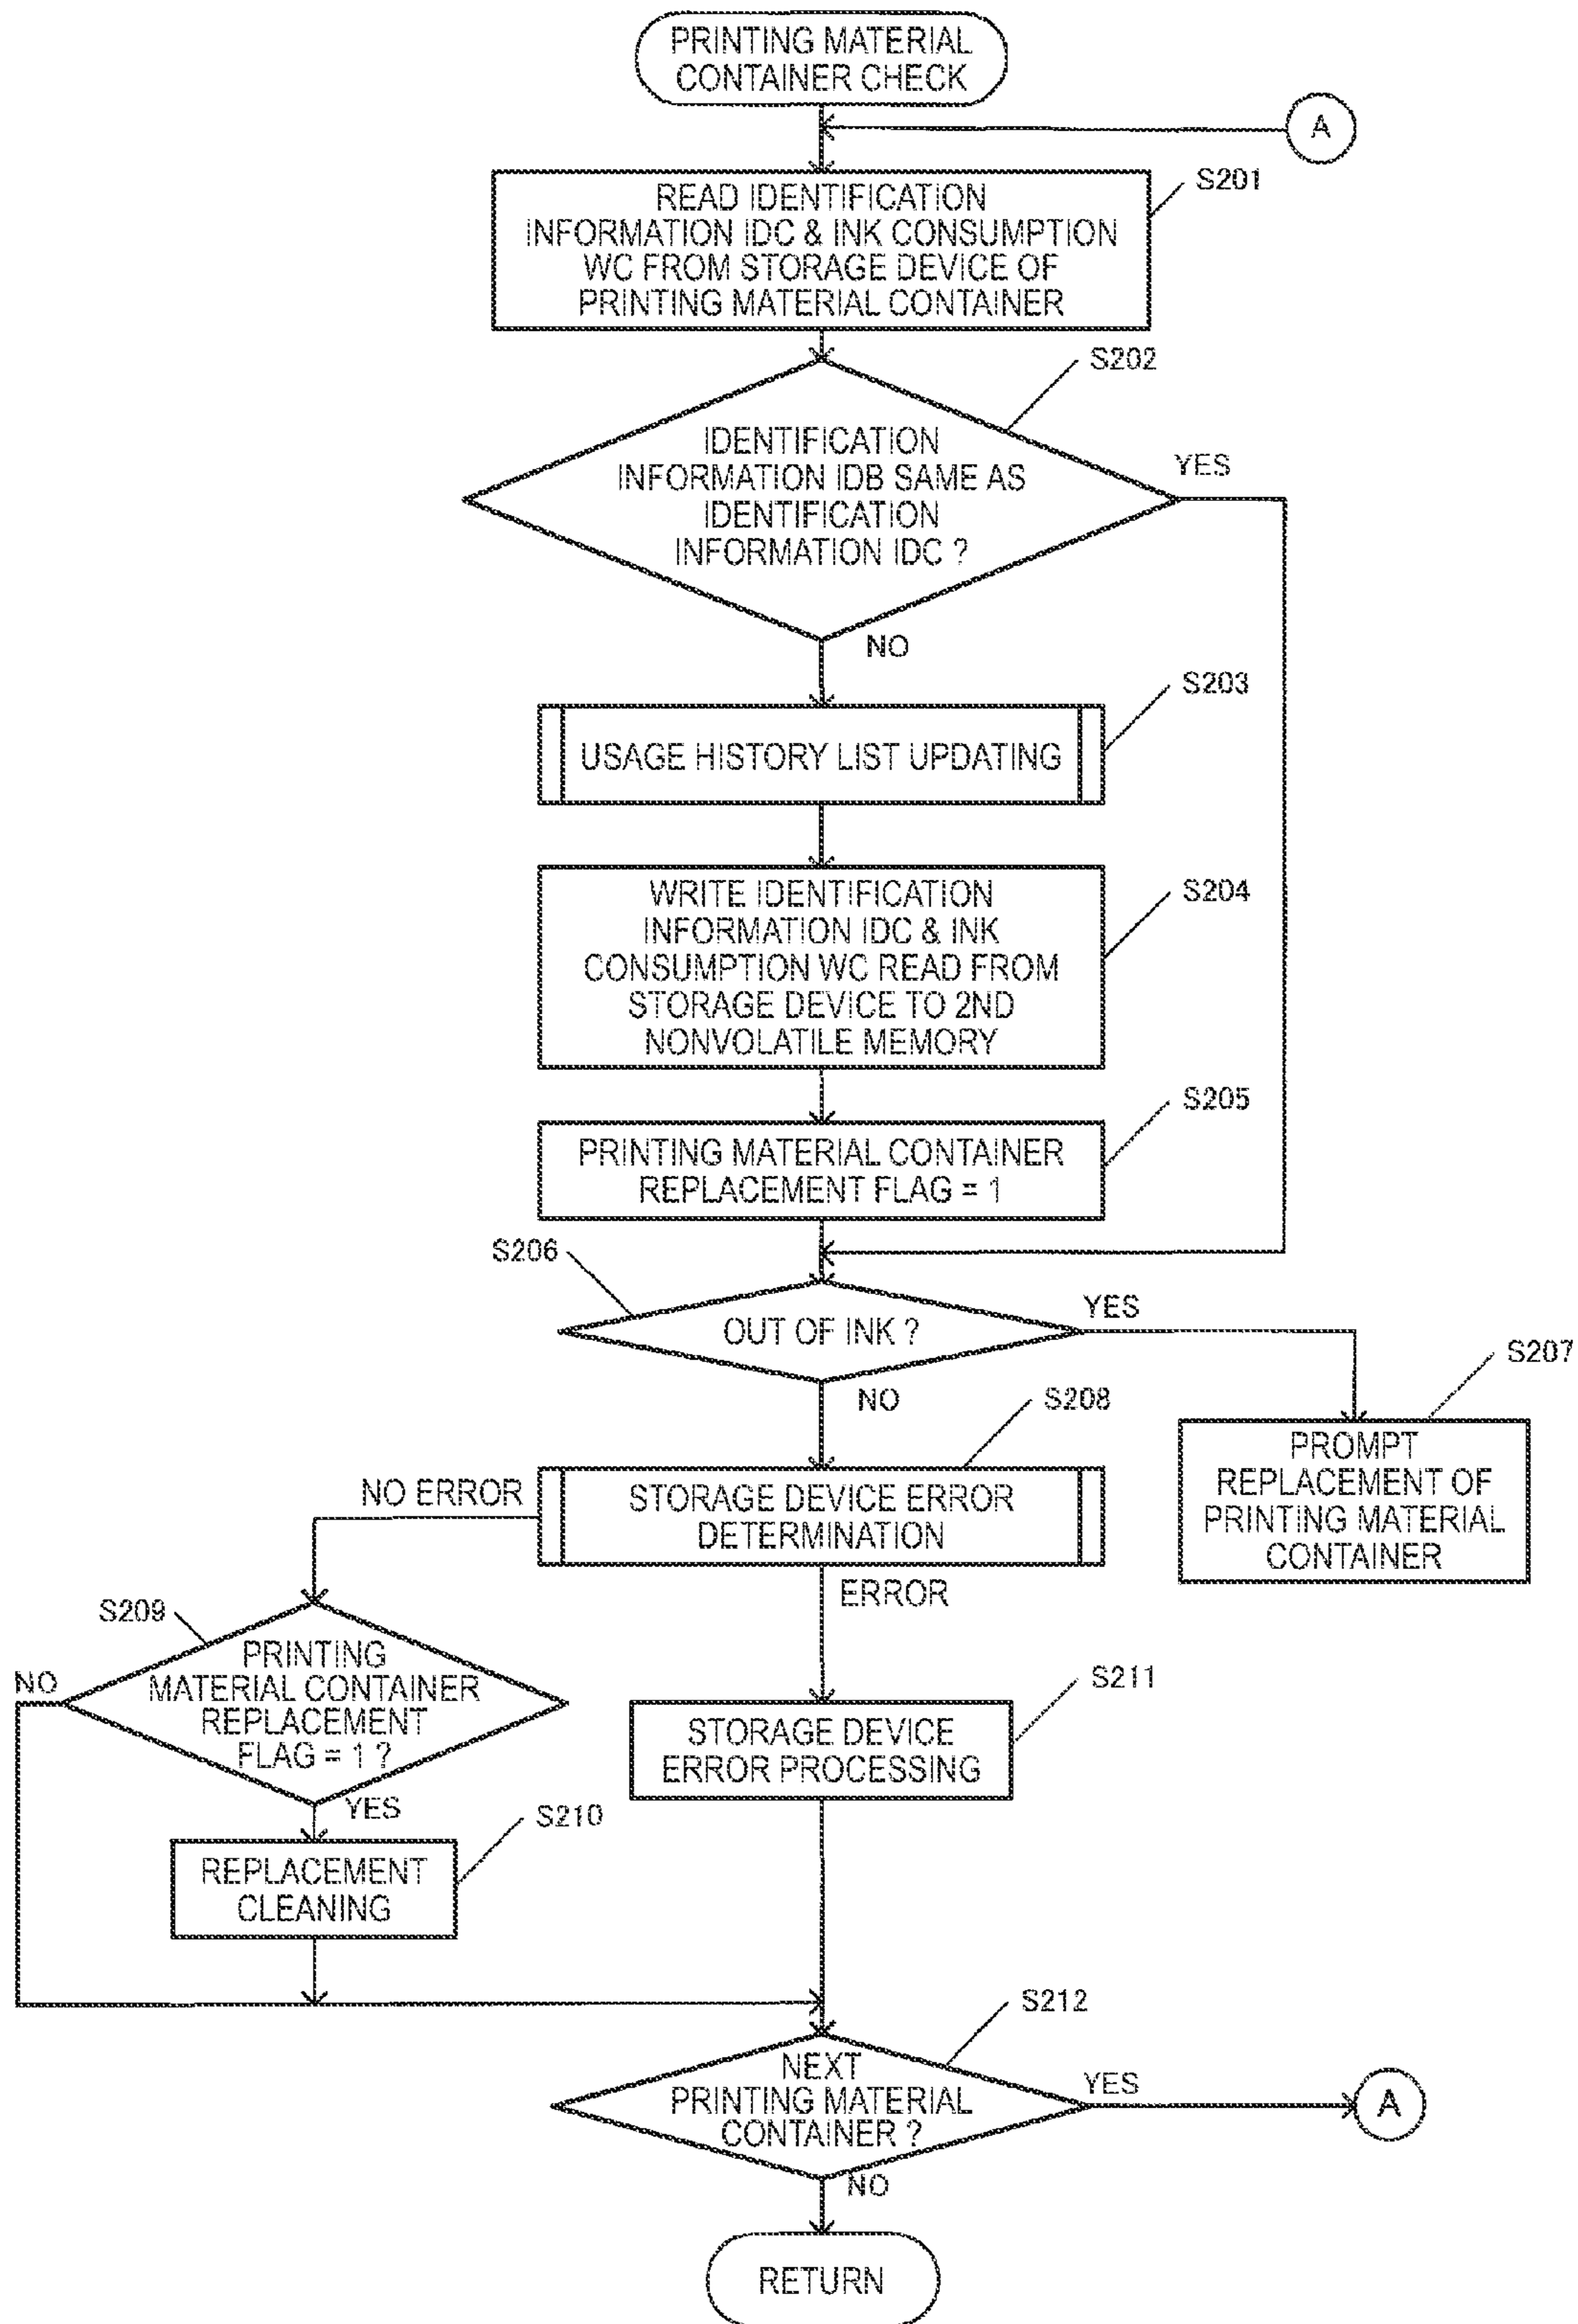 PRINTING MATERIAL
CONTAINER CHECK
A
S201
READ IDENTIFICATION
INFORMATION IDC & INK CONSUMPTION
WC FROM STORAGE DEVICE OF
PRINTING MATERIAL CONTAINER
S202
IDENTIFICATION
INFORMATION IDB SAME AS
IDENTIFICATION
INFORMATION IDC ?
YES
NO
S203
USAGE HISTORY LIST UPDATING
S204
WRITE IDENTIFICATION
INFORMATION IDC & INK
CONSUMPTION WC READ FROM
STORAGE DEVICE TO 2ND
NONVOLATILE MEMORY
S205
PRINTING MATERIAL CONTAINER
REPLACEMENT FLAG = 1
S206
OUT OF INK ?
YES
NO
S207
PROMPT
REPLACEMENT OF
PRINTING MATERIAL
CONTAINER
S208
STORAGE DEVICE ERROR
DETERMINATION
NO ERROR
ERROR
S209
PRINTING
MATERIAL CONTAINER
REPLACEMENT
FLAG = 1 ?
NO
YES
S210
REPLACEMENT
CLEANING
S211
STORAGE DEVICE
ERROR PROCESSING
S212
NEXT
PRINTING MATERIAL
CONTAINER ?
YES
A
NO
RETURN